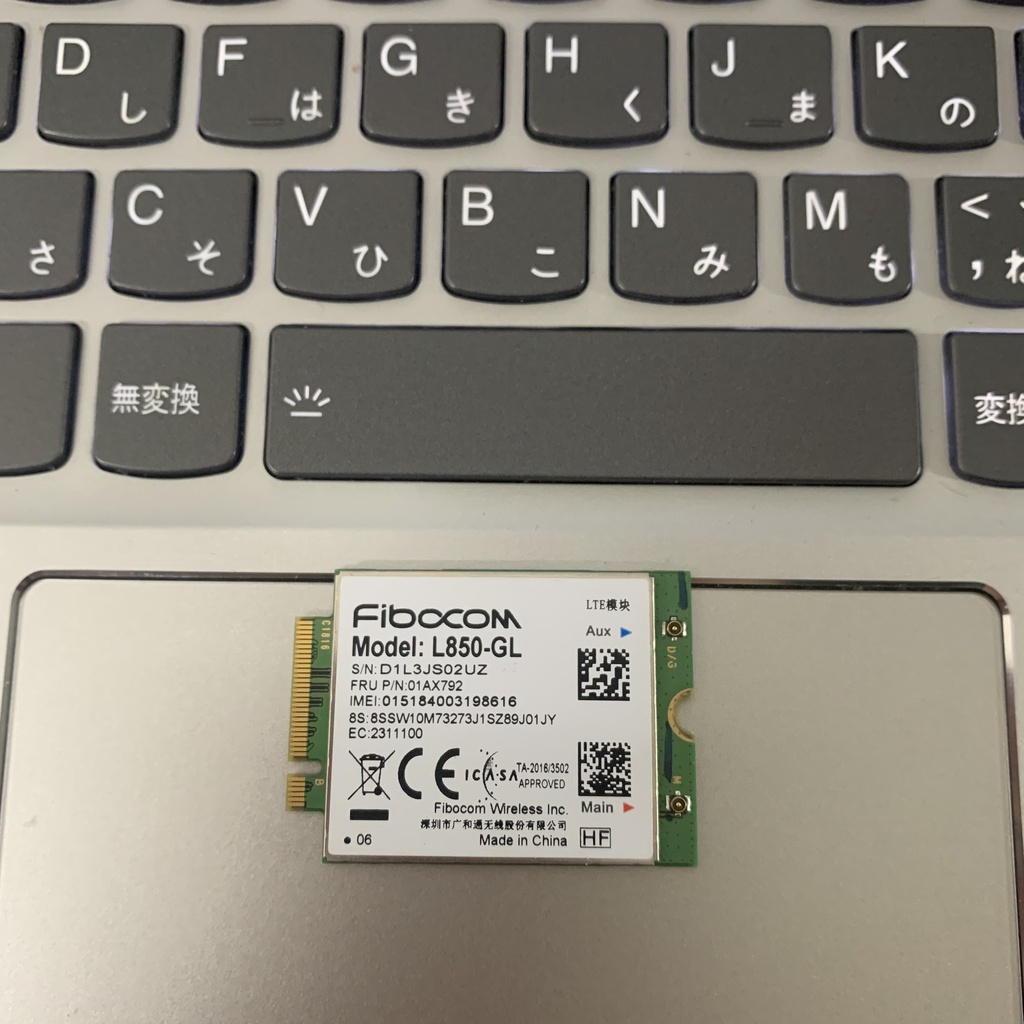 D し
F は
G き
H く
J ま
K の
さ
C そ
V ひ
B こ
N み
M も
< 、 ね
無変換
変換
C1816
Fibocom
LTE模块
Model: L850-GL
Aux
S/N:D1L3JS02UZ
D/G
FRU P/N:01AX792
IMEI:015184003198616
8S:8SSW10M73273J1SZ89J01JY
EC:2311100
B
CE ICASA TA-2016/3502
APPROVED
M
Fibocom Wireless Inc.
Main
深圳市广和通无线股份有限公司
06
Made in China
HF